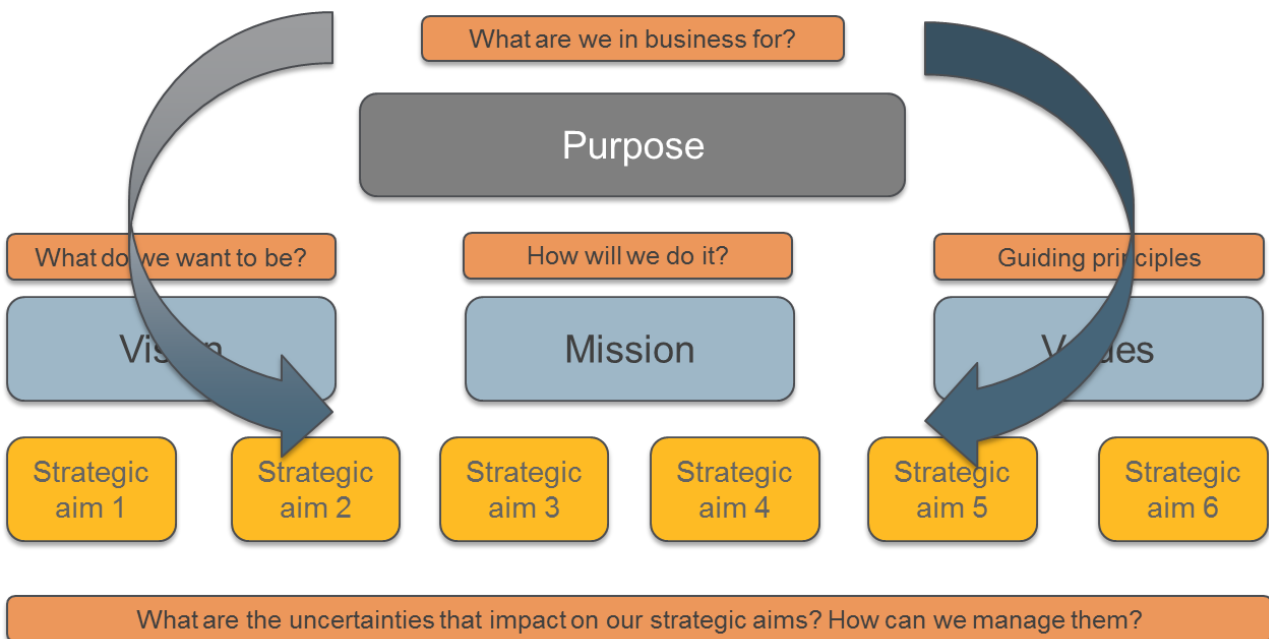 What are we in business for?
Purpose
What do we want to be?
How will we do it?
Guiding principles
Vision
Mission
Values
Strategic
aim 1
Strategic
aim 2
Strategic
aim 3
Strategic
aim 4
Strategic
aim 5
Strategic
aim 6
What are the uncertainties that impact on our strategic aims? How can we manage them?